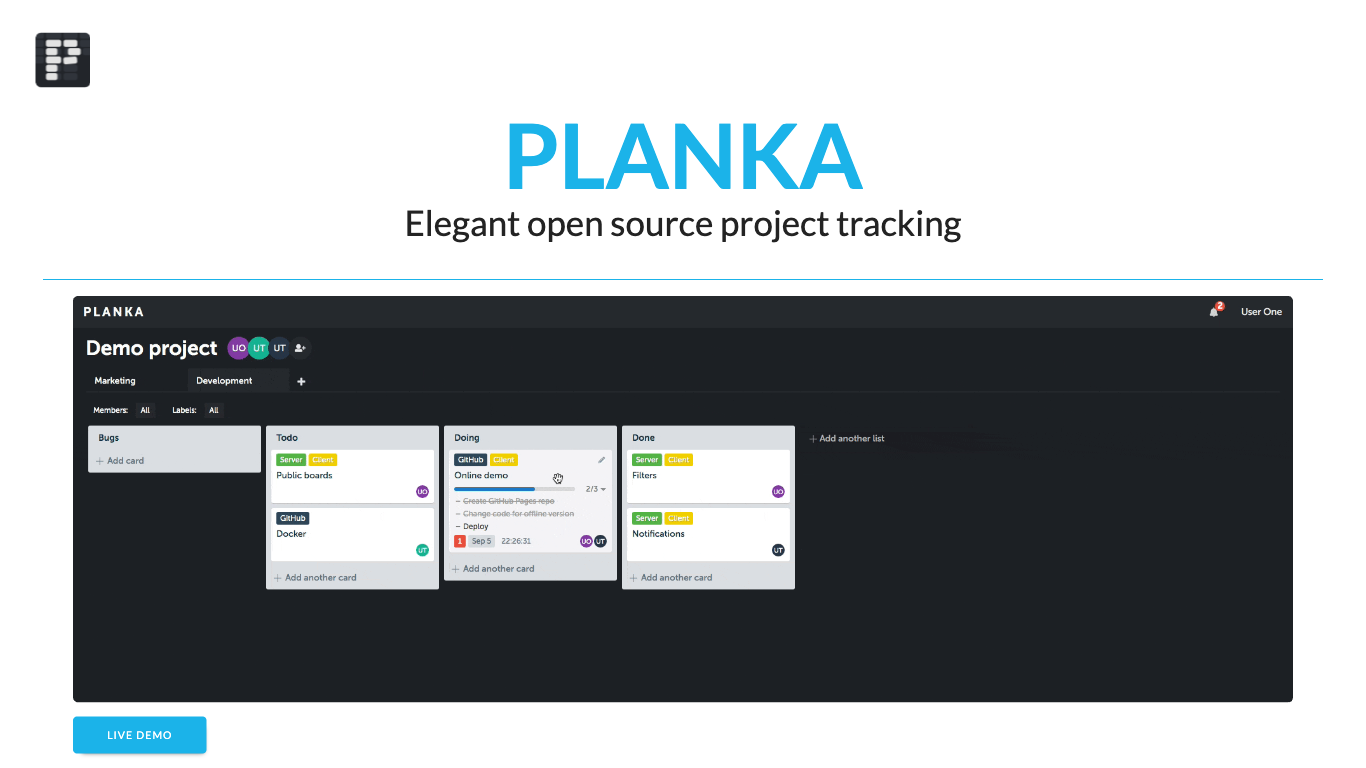 PLANKA
Elegant open source project tracking
PLANKA
2
User One
Demo project UO UT UT
Marketing Development
Members: All Labels: All
Bugs
+ Add card
Todo
Server Client
Public boards
UO
GitHub
Docker
UT
+ Add another card
Doing
GitHub Client
Online demo
2/3
– Create GitHub Pages repo
– Change code for offline version
– Deploy
1 Sep 5 22:26:31 UO UT
+ Add another card
Done
Server Client
Filters
UO
Server Client
Notifications
UT
+ Add another card
+ Add another list
LIVE DEMO